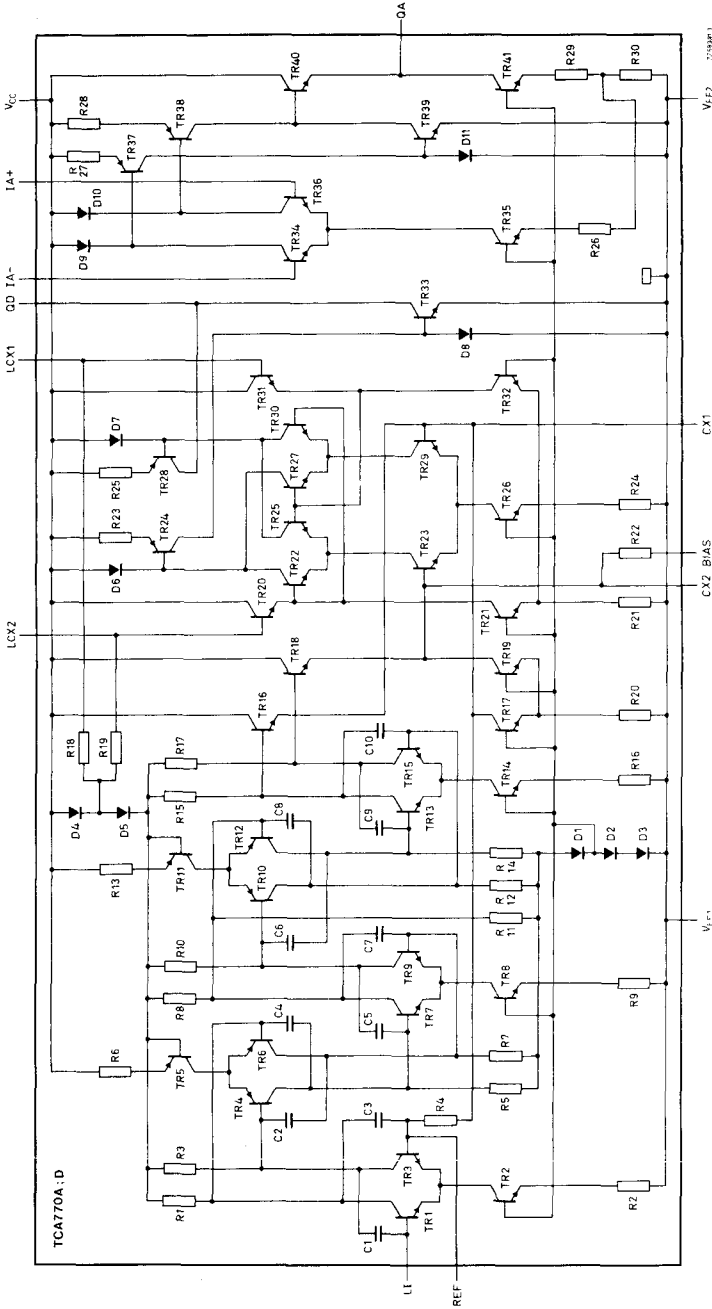 TCA770A; D
LI
REF
VCC
IA+
IA−
QD
LCX1
LCX2
QA
VEE2
CX1
BIAS
CX2
R1
R3
C1
TR1
TR3
C3
R4
TR2
R2
R6
TR5
TR4
TR6
C2
C4
R5
R7
R8
R10
C5
C7
TR7
TR9
TR8
R9
R13
TR11
TR10
TR12
C6
C8
R
11
R
12
R
14
D1
D2
D3
D4
D5
R15
R17
C9
C10
TR13
TR15
TR14
R16
R18
R19
TR16
TR18
TR17
TR19
R20
TR20
TR21
R21
D6
R23
TR24
TR22
TR25
TR23
R22
R25
TR28
D7
TR27
TR30
TR29
TR26
R24
TR31
TR32
D8
TR33
D9
D10
TR34
TR36
TR35
R26
R
27
TR37
R28
TR38
TR39
D11
TR40
TR41
R29
R30